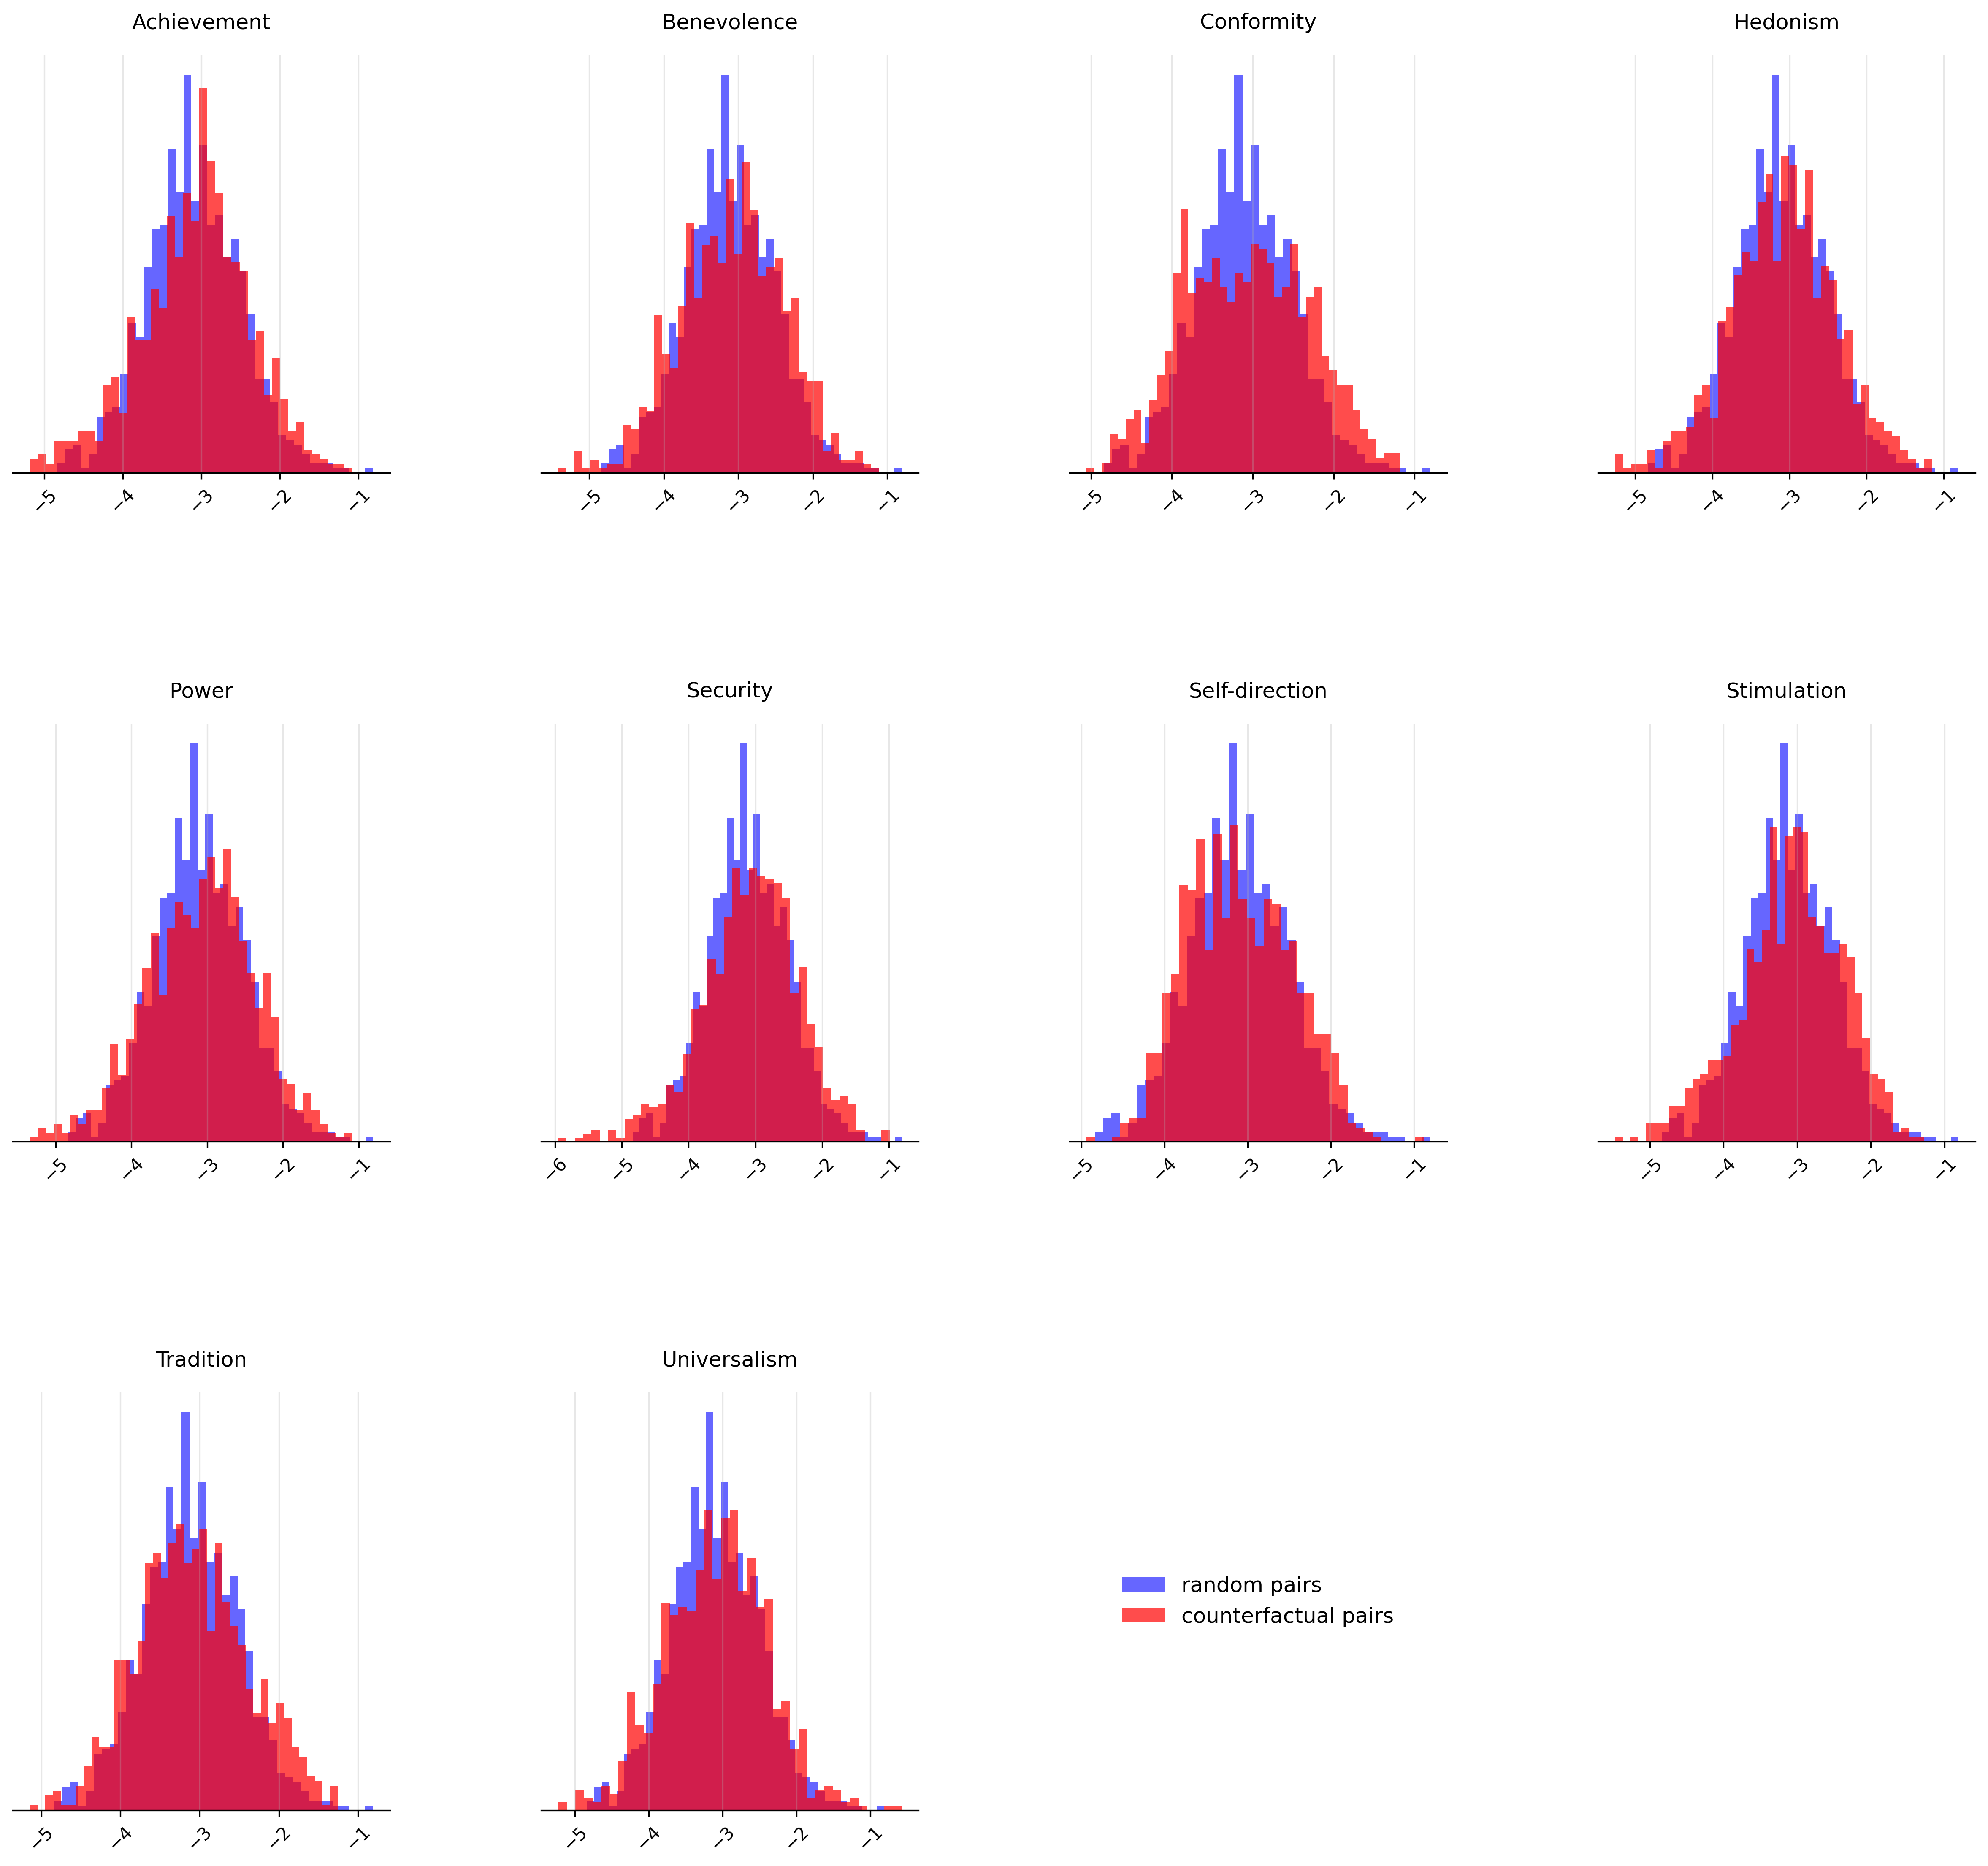 Achievement Benevolence Conformity Hedonism
−5 −4 −3 −2 −1 −5 −4 −3 −2 −1 −5 −4 −3 −2 −1 −5 −4 −3 −2 −1
Power Security Self-direction Stimulation
−5 −4 −3 −2 −1 −6 −5 −4 −3 −2 −1 −5 −4 −3 −2 −1 −5 −4 −3 −2 −1
Tradition Universalism
random pairs
counterfactual pairs
−5 −4 −3 −2 −1 −5 −4 −3 −2 −1